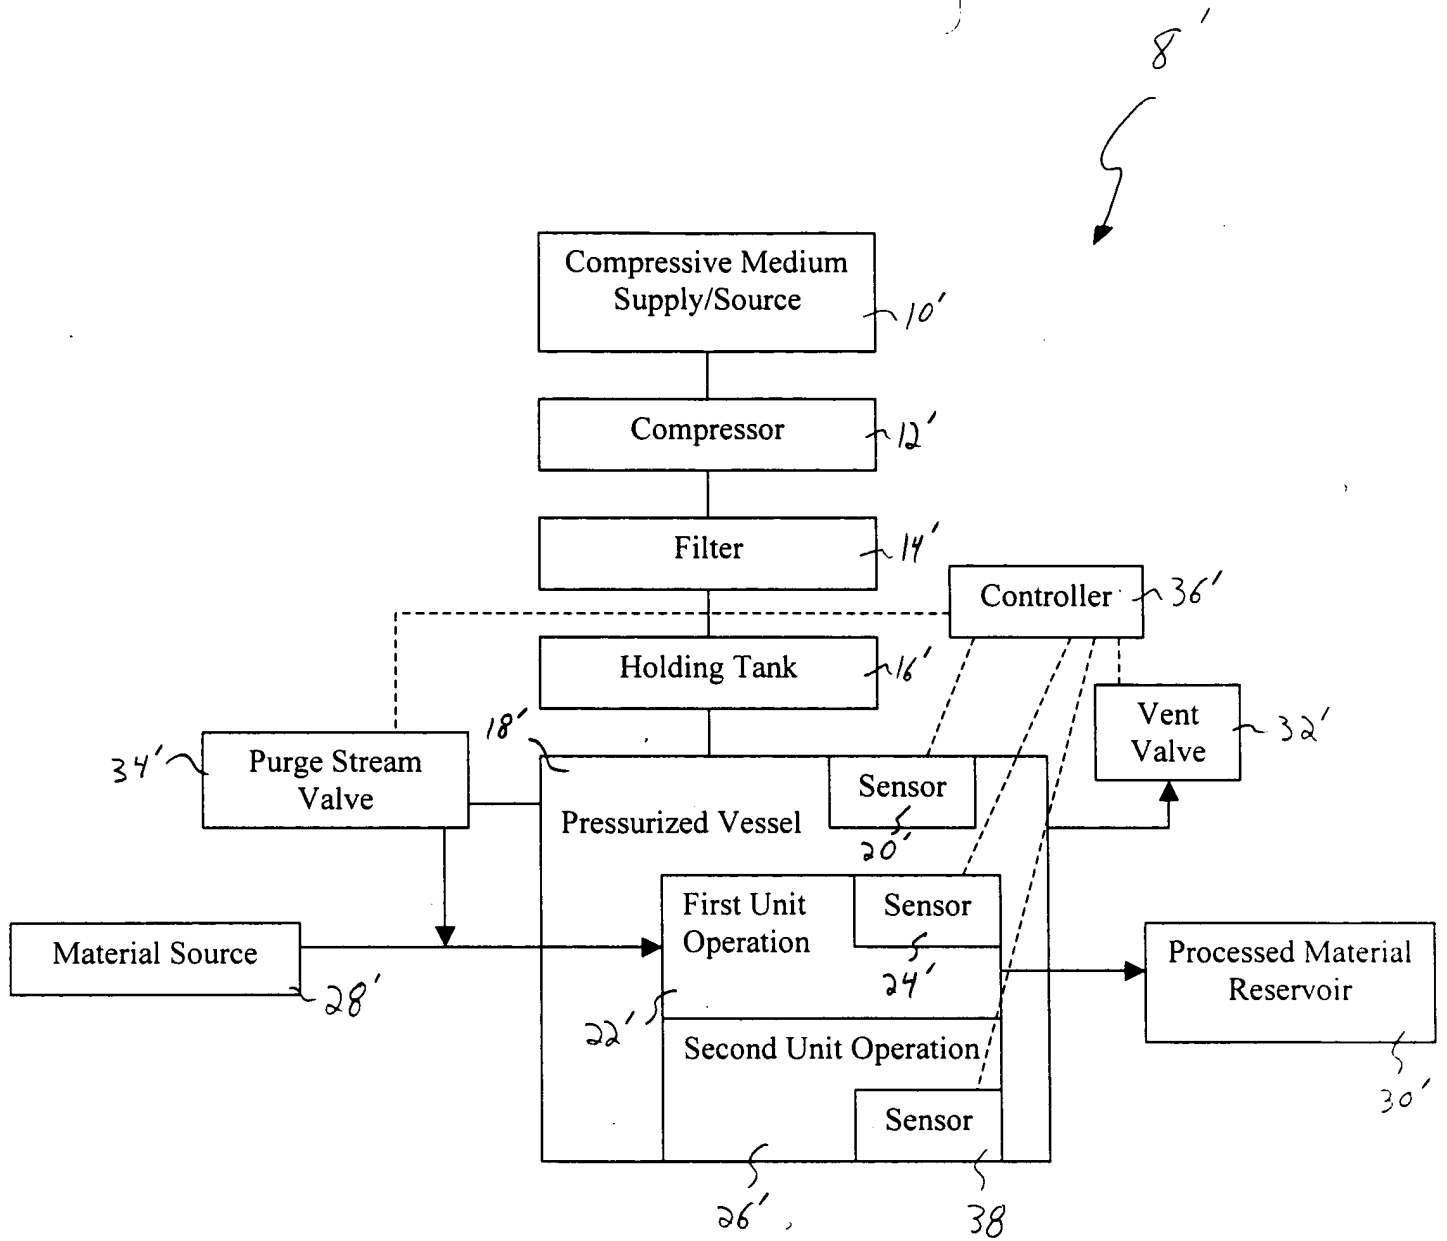 8'
Compressive Medium
Supply/Source
10'
Compressor
12'
Filter
14'
Controller
36'
Holding Tank
16'
18'
Vent
Valve
32'
34'
Purge Stream
Valve
Sensor
20'
Pressurized Vessel
First Unit
Operation
Sensor
24'
22'
Material Source
28'
Processed Material
Reservoir
30'
Second Unit Operation
Sensor
26'
38